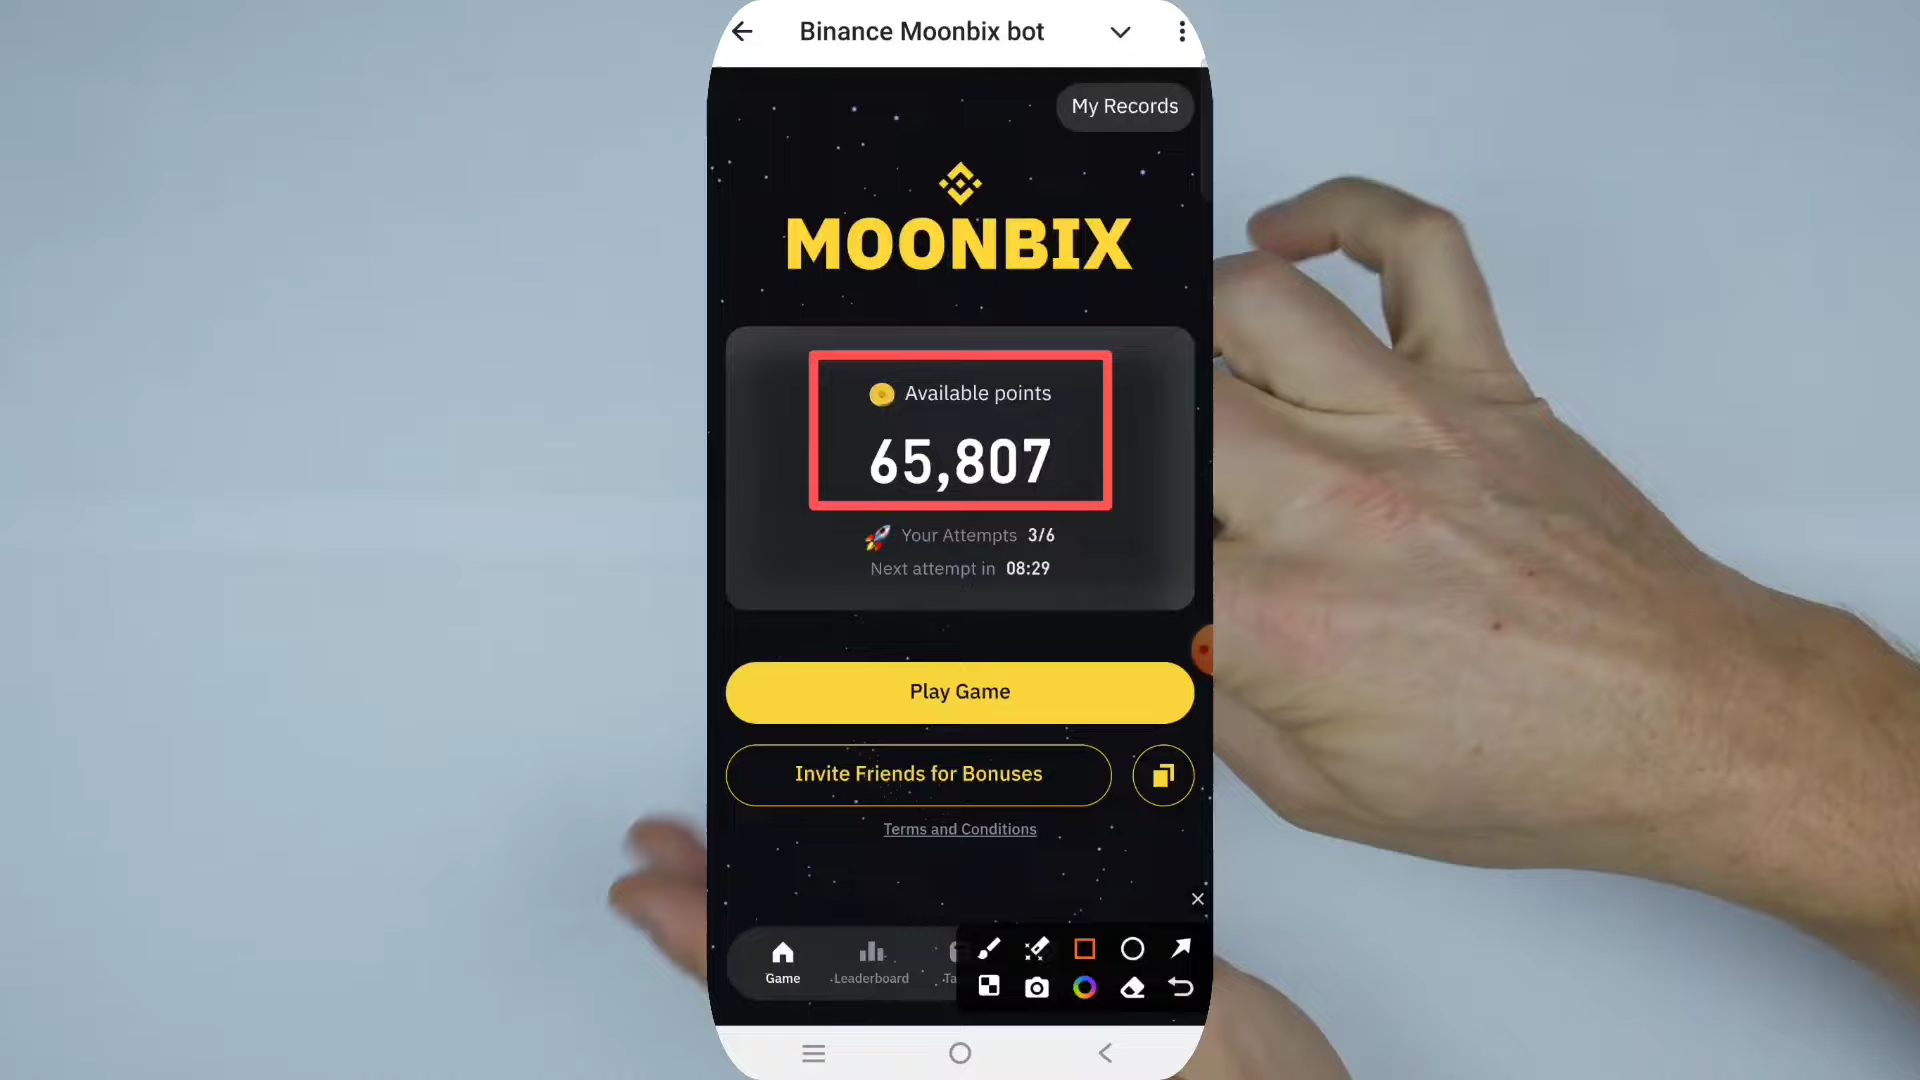 Binance Moonbix bot
My Records
MOONBIX
Available points
65,807
Your Attempts 3/6
Next attempt in 08:29
Play Game
Invite Friends for Bonuses
Terms and Conditions
Game
Leaderboard